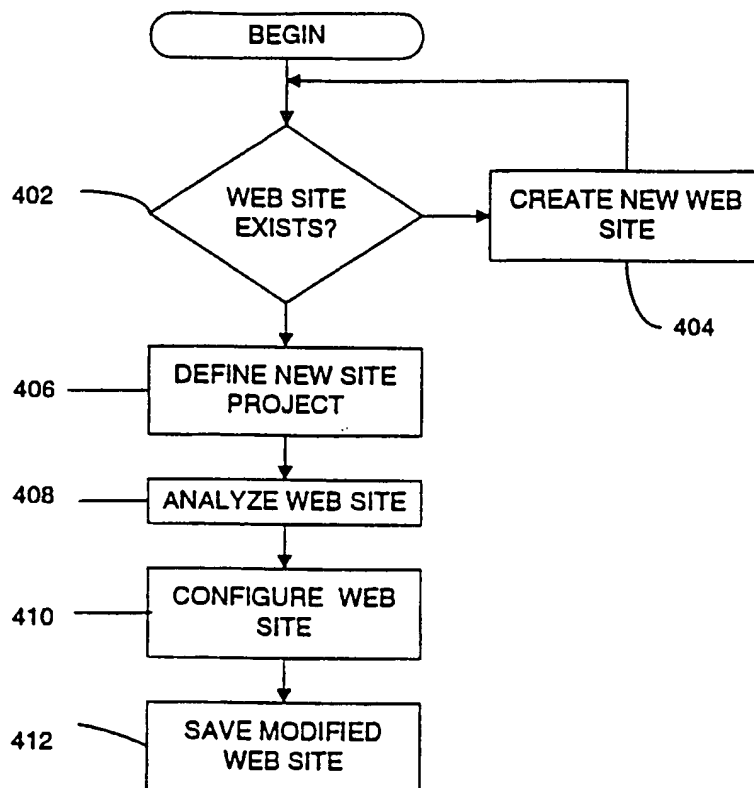 BEGIN
402
WEB SITE
EXISTS?
CREATE NEW WEB
SITE
404
406
DEFINE NEW SITE
PROJECT
408
ANALYZE WEB SITE
410
CONFIGURE WEB
SITE
412
SAVE MODIFIED
WEB SITE